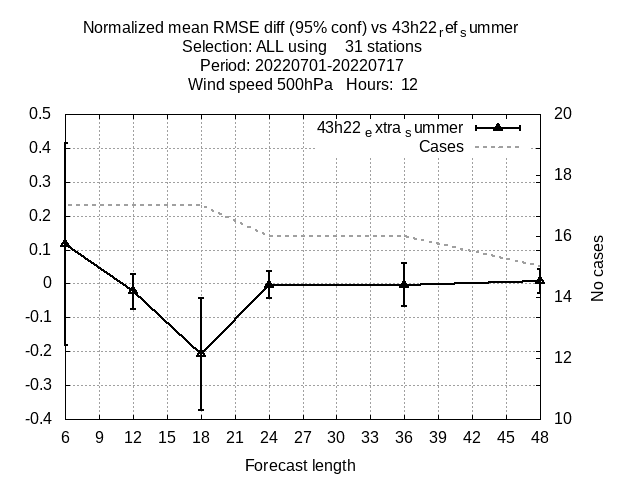 Normalized mean RMSE diff (95% conf) vs 43h22refsummer
Selection: ALL using 31 stations
Period: 20220701-20220717
Wind speed 500hPa Hours: 12
43h22extrasummer
Cases
0.5
0.4
0.3
0.2
0.1
0
-0.1
-0.2
-0.3
-0.4
20
18
16
14
12
10
No cases
6 9 12 15 18 21 24 27 30 33 36 39 42 45 48
Forecast length